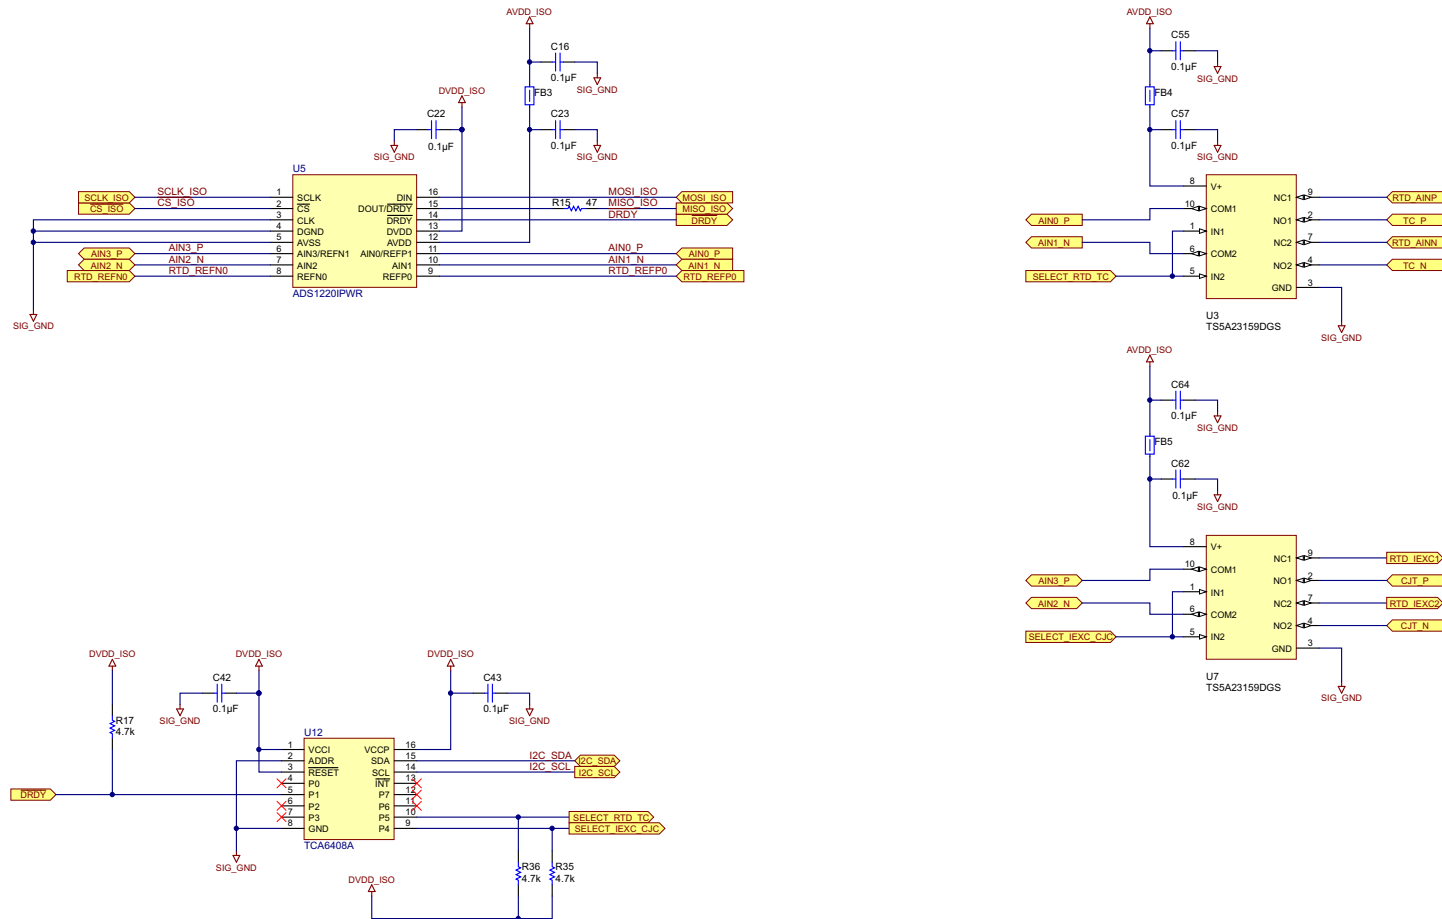 AVDD_ISO
C16
0.1µF
SIG_GND
FB3
DVDD_ISO
C22
0.1µF
SIG_GND
C23
0.1µF
SIG_GND
U5
SCLK_ISO SCLK_ISO 1 SCLK DIN 16 MOSI_ISO MOSI_ISO
CS_ISO CS_ISO 2 CS DOUT/DRDY 15 R15 47 MISO_ISO MISO_ISO
3 CLK DRDY 14 DRDY DRDY
4 DGND DVDD 13
5 AVSS AVDD 12
AIN3_P AIN3_P 6 AIN3/REFN1 AIN0/REFP1 11 AIN0_P AIN0_P
AIN2_N AIN2_N 7 AIN2 AIN1 10 AIN1_N AIN1_N
RTD_REFN0 RTD_REFN0 8 REFN0 REFP0 9 RTD_REFP0 RTD_REFP0
ADS1220IPWR
SIG_GND
AVDD_ISO
C55
0.1µF
SIG_GND
FB4
C57
0.1µF
SIG_GND
8 V+
NC1 9 RTD_AINP
AIN0_P 10 COM1
NO1 2 TC_P
1 IN1
AIN1_N NC2 7 RTD_AINN
6 COM2
NO2 4 TC_N
SELECT_RTD_TC 5 IN2
GND 3
U3
TS5A23159DGS
SIG_GND
AVDD_ISO
C64
0.1µF
SIG_GND
FB5
C62
0.1µF
SIG_GND
8 V+
NC1 9 RTD_IEXC1
10 COM1
AIN3_P NO1 2 CJT_P
1 IN1
AIN2_N NC2 7 RTD_IEXC2
6 COM2
NO2 4 CJT_N
SELECT_IEXC_CJC 5 IN2
GND 3
U7
TS5A23159DGS
SIG_GND
DVDD_ISO
R17
4.7k
DVDD_ISO
C42
0.1µF
SIG_GND
DVDD_ISO
C43
0.1µF
SIG_GND
U12
1 VCCI VCCP 16
2 ADDR SDA 15 I2C_SDA I2C_SDA
3 RESET SCL 14 I2C_SCL I2C_SCL
4 P0 INT 13
DRDY 5 P1 P7 12
6 P2 P6 11
7 P3 P5 10 SELECT_RTD_TC
8 GND P4 9 SELECT_IEXC_CJC
TCA6408A
SIG_GND
R36
4.7k
R35
4.7k
DVDD_ISO